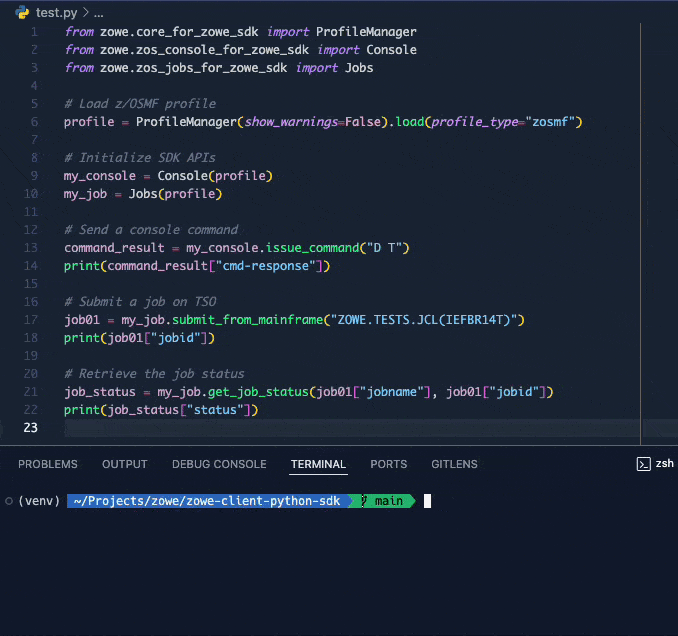 test.py > ...
1 from zowe.core_for_zowe_sdk import ProfileManager
2 from zowe.zos_console_for_zowe_sdk import Console
3 from zowe.zos_jobs_for_zowe_sdk import Jobs
4
5 # Load z/OSMF profile
6 profile = ProfileManager(show_warnings=False).load(profile_type="zosmf")
7
8 # Initialize SDK APIs
9 my_console = Console(profile)
10 my_job = Jobs(profile)
11
12 # Send a console command
13 command_result = my_console.issue_command("D T")
14 print(command_result["cmd-response"])
15
16 # Submit a job on TSO
17 job01 = my_job.submit_from_mainframe("ZOWE.TESTS.JCL(IEFBR14T)")
18 print(job01["jobid"])
19
20 # Retrieve the job status
21 job_status = my_job.get_job_status(job01["jobname"], job01["jobid"])
22 print(job_status["status"])
23
PROBLEMS OUTPUT DEBUG CONSOLE TERMINAL PORTS GITLENS zsh
(venv) ~/Projects/zowe/zowe-client-python-sdk main